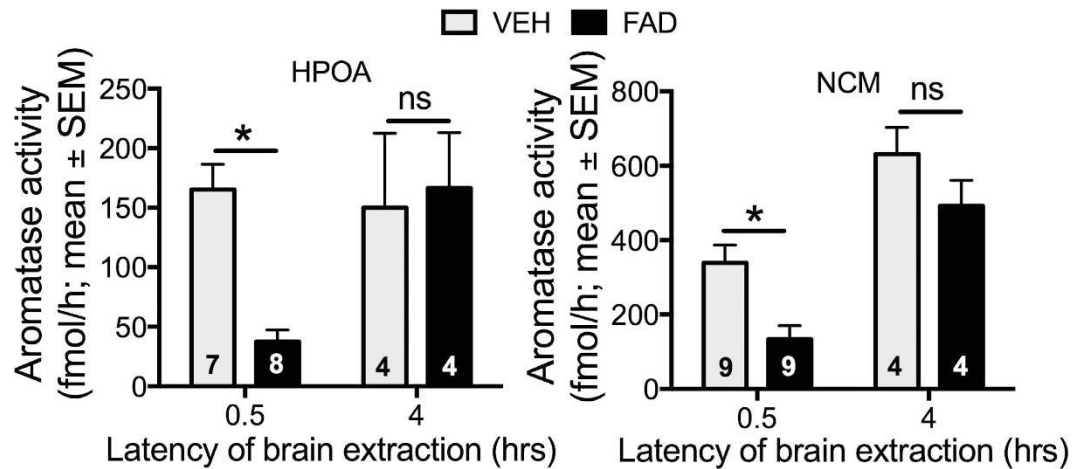 VEH FAD
HPOA
Aromatase activity
(fmol/h; mean ± SEM)
250
200
150
100
50
0
*
ns
7
8
4
4
0.5
4
Latency of brain extraction (hrs)
NCM
Aromatase activity
(fmol/h; mean ± SEM)
800
600
400
200
0
*
ns
9
9
4
4
0.5
4
Latency of brain extraction (hrs)